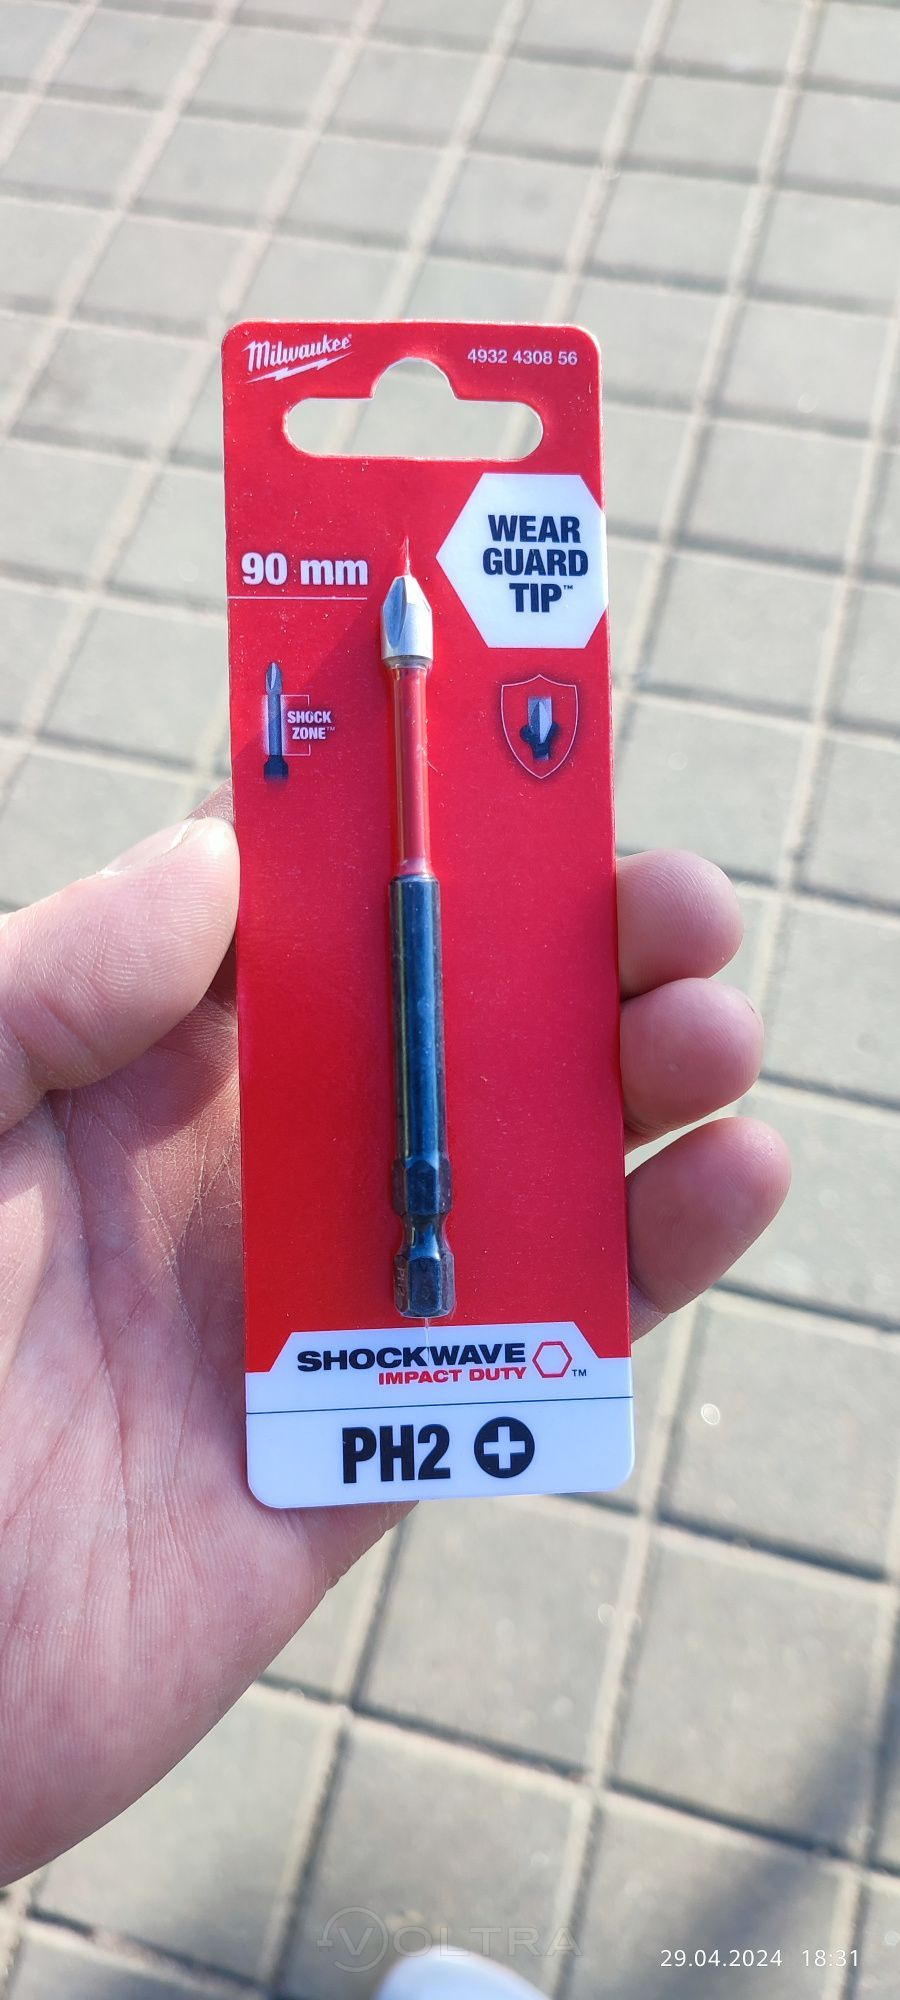 Milwaukee
4932 4308 56
WEAR
GUARD
TIP™
90 mm
SHOCK
ZONE™
SHOCKWAVE
IMPACT DUTY™
PH2
VOLTRA
29.04.2024 18:31